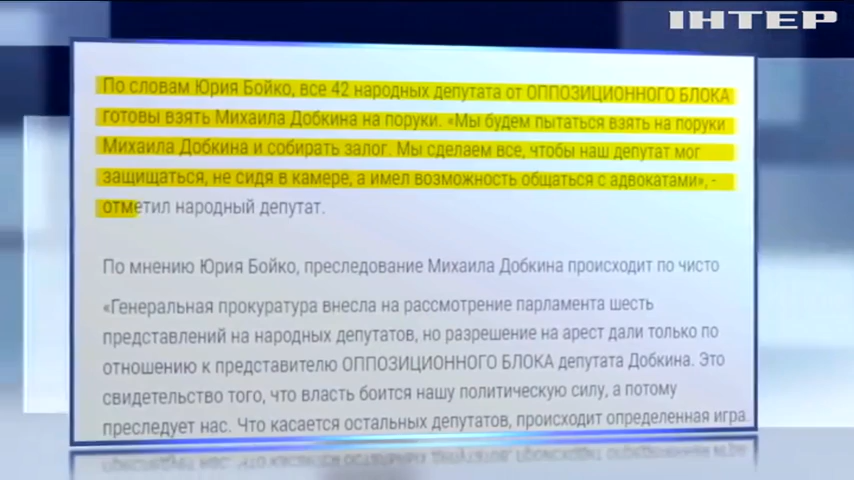 ІНТЕР
По словам Юрия Бойко, все 42 народных депутата от ОППОЗИЦИОННОГО БЛОКА
готовы взять Михаила Добкина на поруки. «Мы будем пытаться взять на поруки
Михаила Добкина и собирать залог. Мы сделаем все, чтобы наш депутат мог
защищаться, не сидя в камере, а имел возможность общаться с адвокатами», -
отметил народный депутат.
По мнению Юрия Бойко, преследование Михаила Добкина происходит по чисто
«Генеральная прокуратура внесла на рассмотрение парламента шесть
представлений на народных депутатов, но разрешение на арест дали только по
отношению к представителю ОППОЗИЦИОННОГО БЛОКА депутата Добкина. Это
свидетельство того, что власть боится нашу политическую силу, а потому
преследует нас. Что касается остальных депутатов, происходит определенная игра.